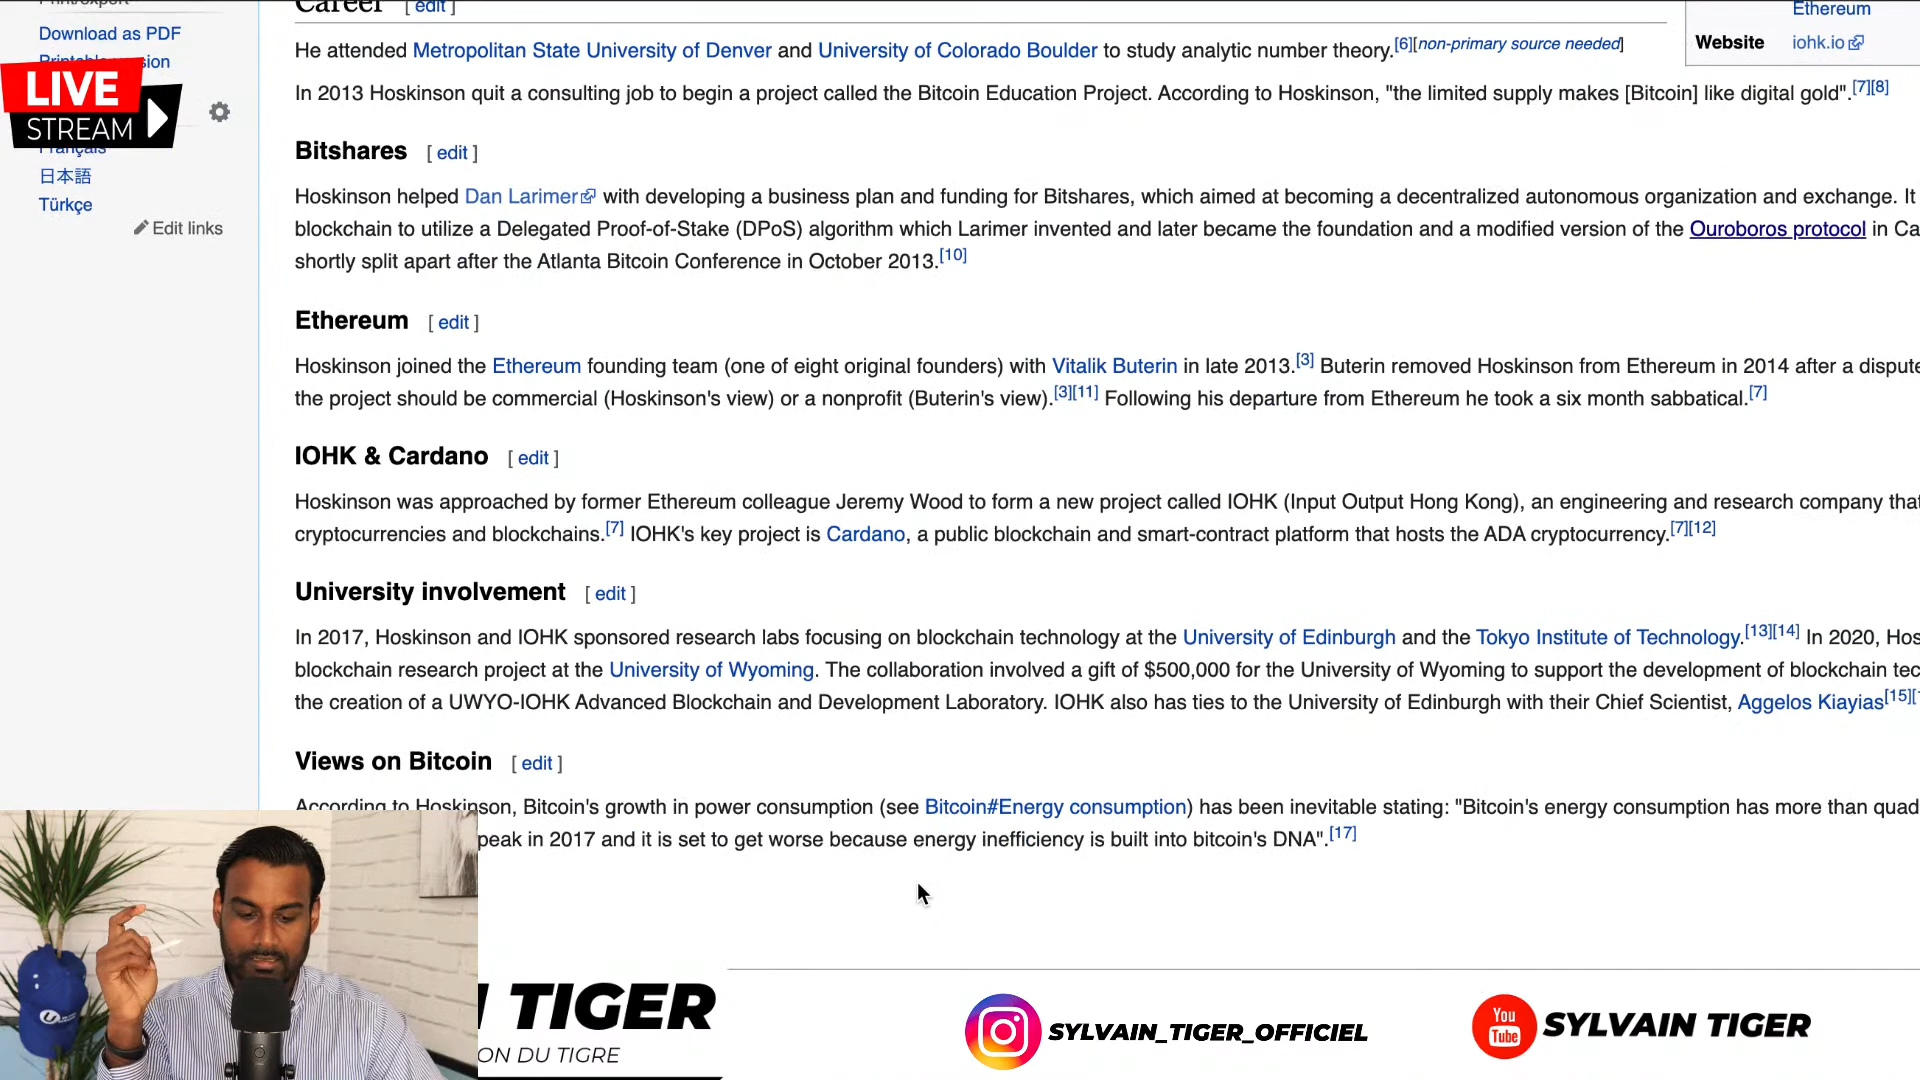 Career [ edit ]
Ethereum
Download as PDF
He attended Metropolitan State University of Denver and University of Colorado Boulder to study analytic number theory.[6][non-primary source needed]
Website iohk.io
LIVE
STREAM
In 2013 Hoskinson quit a consulting job to begin a project called the Bitcoin Education Project. According to Hoskinson, "the limited supply makes [Bitcoin] like digital gold".[7][8]
Français
日本語
Türkçe
Edit links
Bitshares [ edit ]
Hoskinson helped Dan Larimer with developing a business plan and funding for Bitshares, which aimed at becoming a decentralized autonomous organization and exchange. It
blockchain to utilize a Delegated Proof-of-Stake (DPoS) algorithm which Larimer invented and later became the foundation and a modified version of the Ouroboros protocol in Ca
shortly split apart after the Atlanta Bitcoin Conference in October 2013.[10]
Ethereum [ edit ]
Hoskinson joined the Ethereum founding team (one of eight original founders) with Vitalik Buterin in late 2013.[3] Buterin removed Hoskinson from Ethereum in 2014 after a dispute
the project should be commercial (Hoskinson's view) or a nonprofit (Buterin's view).[3][11] Following his departure from Ethereum he took a six month sabbatical.[7]
IOHK & Cardano [ edit ]
Hoskinson was approached by former Ethereum colleague Jeremy Wood to form a new project called IOHK (Input Output Hong Kong), an engineering and research company that
cryptocurrencies and blockchains.[7] IOHK's key project is Cardano, a public blockchain and smart-contract platform that hosts the ADA cryptocurrency.[7][12]
University involvement [ edit ]
In 2017, Hoskinson and IOHK sponsored research labs focusing on blockchain technology at the University of Edinburgh and the Tokyo Institute of Technology.[13][14] In 2020, Hos
blockchain research project at the University of Wyoming. The collaboration involved a gift of $500,000 for the University of Wyoming to support the development of blockchain tec
the creation of a UWYO-IOHK Advanced Blockchain and Development Laboratory. IOHK also has ties to the University of Edinburgh with their Chief Scientist, Aggelos Kiayias[15][
Views on Bitcoin [ edit ]
According to Hoskinson, Bitcoin's growth in power consumption (see Bitcoin#Energy consumption) has been inevitable stating: "Bitcoin's energy consumption has more than quad
peak in 2017 and it is set to get worse because energy inefficiency is built into bitcoin's DNA".[17]
TIGER
ON DU TIGRE
SYLVAIN_TIGER_OFFICIEL
You
Tube
SYLVAIN TIGER